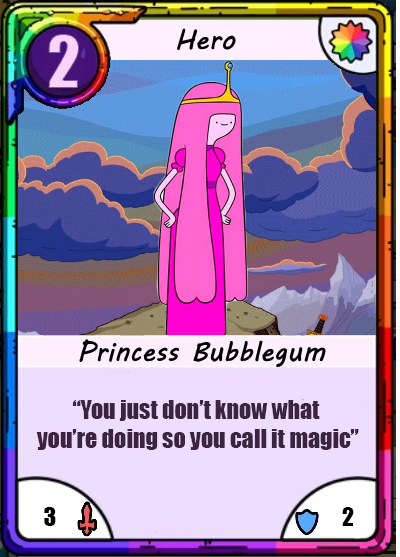 2
Hero
Princess Bubblegum
“You just don’t know what
you’re doing so you call it magic”
3
2